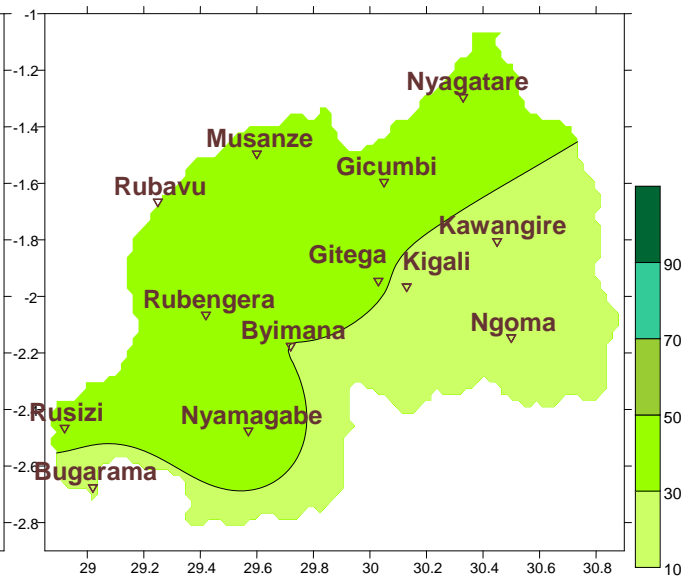 -1
-1.2
Nyagatare
-1.4
Musanze
Gicumbi
-1.6
Rubavu
-1.8
Kawangire
Gitega
Kigali
90
-2
Rubengera
Byimana
Ngoma
-2.2
70
Rusizi
Nyamagabe
50
-2.6
Bugarama
30
-2.8
10
29 29.2 29.4 29.6 29.8 30 30.2 30.4 30.6 30.8